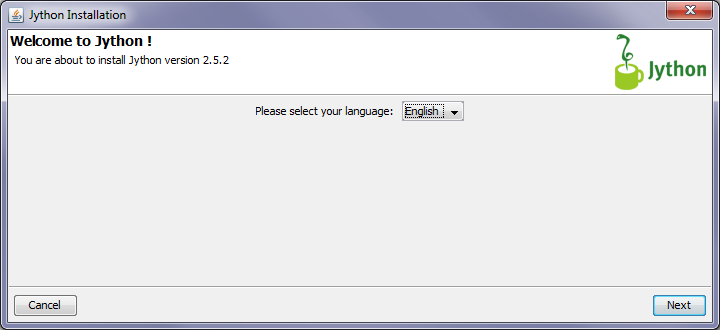 Jython Installation
Welcome to Jython !
You are about to install Jython version 2.5.2
Jython
Please select your language: English
Cancel Next